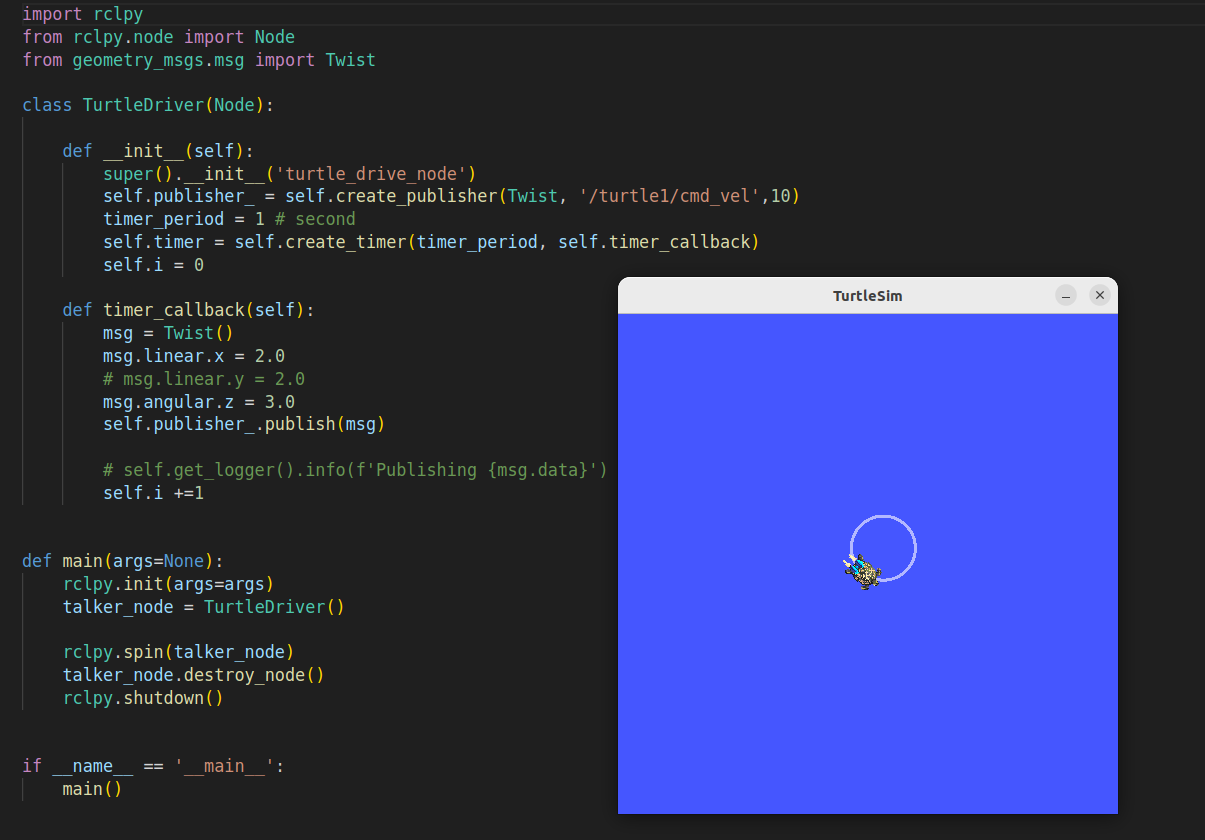 import rclpy
from rclpy.node import Node
from geometry_msgs.msg import Twist

class TurtleDriver(Node):

    def __init__(self):
        super().__init__('turtle_drive_node')
        self.publisher_ = self.create_publisher(Twist, '/turtle1/cmd_vel',10)
        timer_period = 1 # second
        self.timer = self.create_timer(timer_period, self.timer_callback)
        self.i = 0

    def timer_callback(self):
        msg = Twist()
        msg.linear.x = 2.0
        # msg.linear.y = 2.0
        msg.angular.z = 3.0
        self.publisher_.publish(msg)

        # self.get_logger().info(f'Publishing {msg.data}')
        self.i +=1


def main(args=None):
    rclpy.init(args=args)
    talker_node = TurtleDriver()

    rclpy.spin(talker_node)
    talker_node.destroy_node()
    rclpy.shutdown()


if __name__ == '__main__':
    main()
TurtleSim